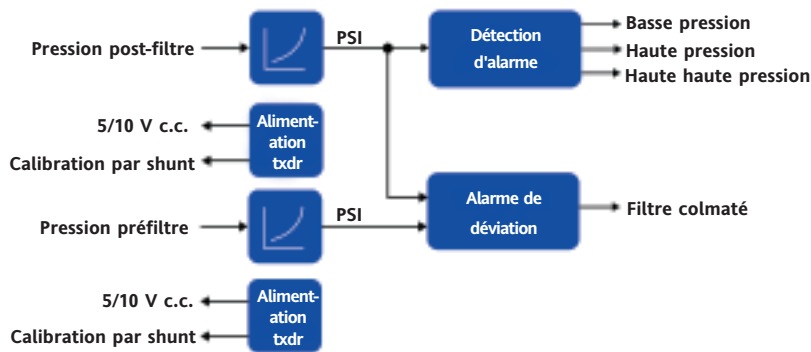 Pression post-filtre
PSI
Détection
d'alarme
Basse pression
Haute pression
Haute haute pression
5/10 V c.c.
Calibration par shunt
Aliment-
ation
txdr
Pression préfiltre
PSI
Alarme de
déviation
Filtre colmaté
5/10 V c.c.
Calibration par shunt
Aliment-
ation
txdr